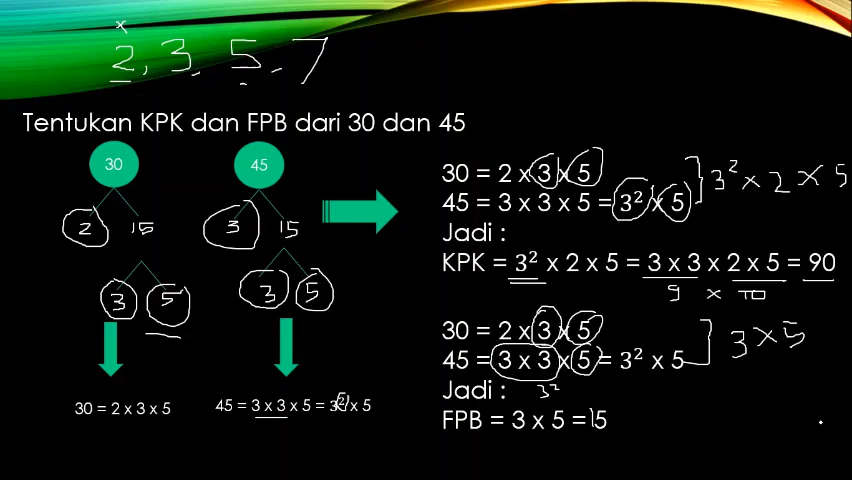 x
2, 3, 5, 7
Tentukan KPK dan FPB dari 30 dan 45
30
45
2 15
3 15
3 5
3 5
30 = 2 x 3 x 5
45 = 3 x 3 x 5 = 3² x 5
30 = 2 x 3 x 5
45 = 3 x 3 x 5 = 3² x 5
3² x 2 x 5
Jadi :
KPK = 3² x 2 x 5 = 3 x 3 x 2 x 5 = 90
9 x 10
30 = 2 x 3 x 5
45 = 3 x 3 x 5 = 3² x 5
3 x 5
3²
Jadi :
FPB = 3 x 5 = 15